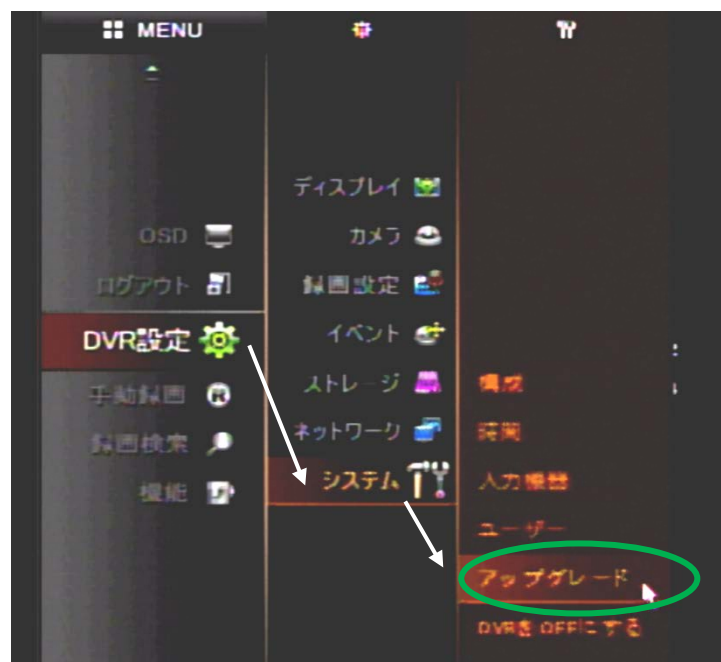 MENU
OSD
ログアウト
DVR設定
手動録画
録画検索
機能
ディスプレイ
カメラ
録画設定
イベント
ストレージ
ネットワーク
システム
構成
時間
入力機器
ユーザー
アップグレード
DVRをOFFにする